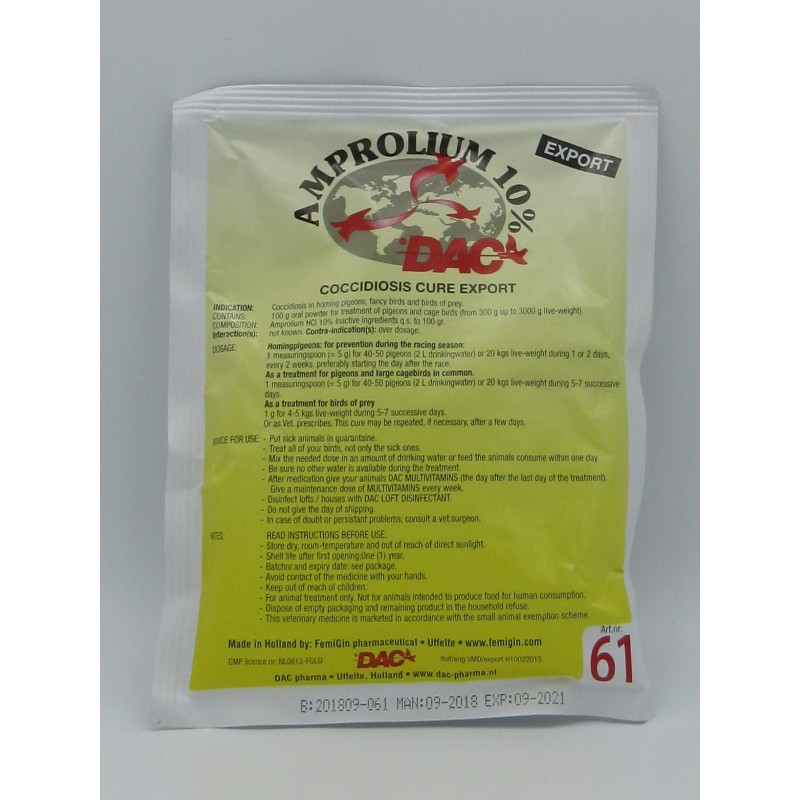 AMPROLIUM 10%
EXPORT
DAC
COCCIDIOSIS CURE EXPORT
INDICATION: Coccidiosis in homing pigeons, fancy birds and birds of prey.
CONTAINS: 100 g oral powder for treatment of pigeons and cage birds (from 300 g up to 3000 g live-weight).
COMPOSITION: Amprolium HCl 10% Inactive ingredients q.s. to 100 gr.
Interaction(s): not known. Contra-indication(s): over dosage.
DOSAGE: Homingpigeons: for prevention during the racing season:
1 measuringspoon (= 5 g) for 40-50 pigeons (2 L drinkingwater) or 20 kgs live-weight during 1 or 2 days,
every 2 weeks, preferably starting the day after the race.
As a treatment for pigeons and large cagebirds in common.
1 measuringspoon (= 5 g) for 40-50 pigeons (2 L drinkingwater) or 20 kgs live-weight during 5-7 successive
days.
As a treatment for birds of prey
1 g for 4-5 kgs live-weight during 5-7 successive days.
Or as Vet. prescribes. This cure may be repeated, if necessary, after a few days.
VICE FOR USE: - Put sick animals in quarantaine.
- Treat all of your birds, not only the sick ones.
- Mix the needed dose in an amount of drinking water or feed the animals consume within one day.
- Be sure no other water is available during the treatment.
- After medication give your animals DAC MULTIVITAMINS (the day after the last day of the treatment).
Give a maintenance dose of MULTIVITAMINS every week.
- Disinfect lofts / houses with DAC LOFT DISINFECTANT.
- Do not give the day of shipping.
- In case of doubt or persistant problems, consult a vet.surgeon.
TES: READ INSTRUCTIONS BEFORE USE.
- Store dry, room-temperature and out of reach of direct sunlight.
- Shelf life after first opening;One (1) year.
- Batchnr.and expiry date: see package.
- Avoid contact of the medicine with your hands.
- Keep out of reach of children.
- For animal treatment only. Not for animals intended to produce food for human consumption.
- Dispose of empty packaging and remaining product in the household refuse.
- This veterinary medicine is marketed in accordance with the small animal exemption scheme.
Made in Holland by: FemiGin pharmaceutical • Uffelte • www.femigin.com
GMP licence nr: NL0812-FGLD
DAC
duit/eng VMD/export H10022015
DAC pharma • Uffelte, Holland • www.dac-pharma.nl
Art.nr.
61
B:201809-061 MAN:09-2018 EXP:09-2021